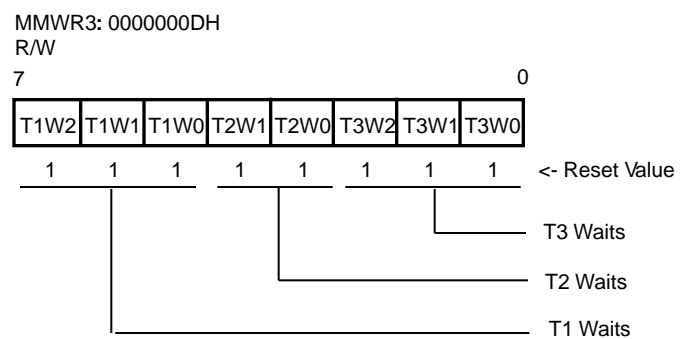 MMWR3: 0000000DH
R/W
7 0
T1W2 T1W1 T1W0 T2W1 T2W0 T3W2 T3W1 T3W0
1 1 1 1 1 1 1 1 <- Reset Value
T3 Waits
T2 Waits
T1 Waits